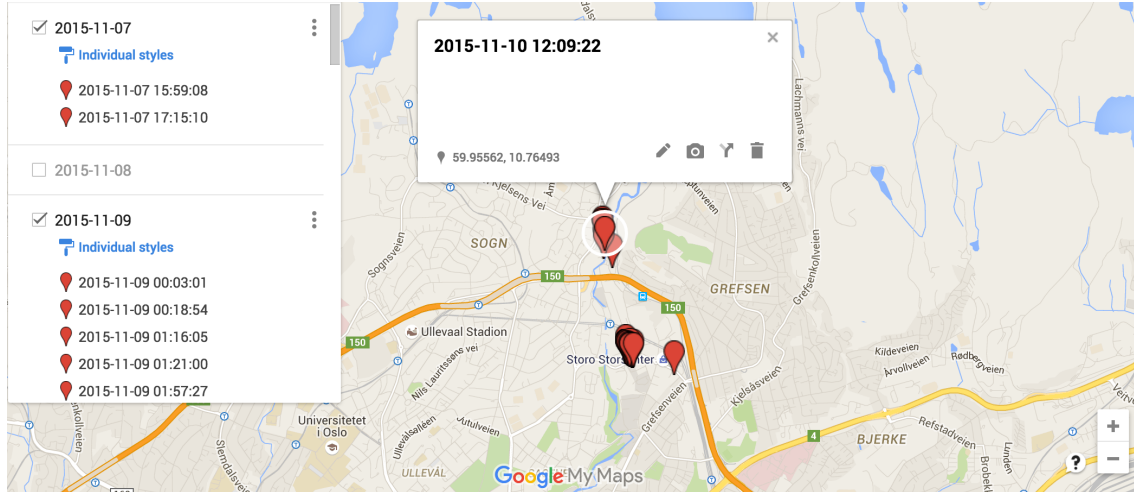 2015-11-07
Individual styles
2015-11-07 15:59:08
2015-11-07 17:15:10
2015-11-08
2015-11-09
Individual styles
2015-11-09 00:03:01
2015-11-09 00:18:54
2015-11-09 01:16:05
2015-11-09 01:21:00
2015-11-09 01:57:27
2015-11-10 12:09:22
59.95562, 10.76493
Lachmanns vei
Kjelsens Vei
Sognsveien
SOGN
150
GREFSEN
Grefsenkollveien
150
150
Ullevaal Stadion
Nils Lauritssøns vei
Storo Storsenter
Kildeveien
Årvollveien
Rødbergveien
Kjelsåsveien
Grefsenveien
Universitetet
i Oslo
Ullevålsalleen
Jutulveien
Slemdalsveien
ULLEVÅL
4
BJERKE
Refstadveien
Lunden
Google My Maps
+
−
?